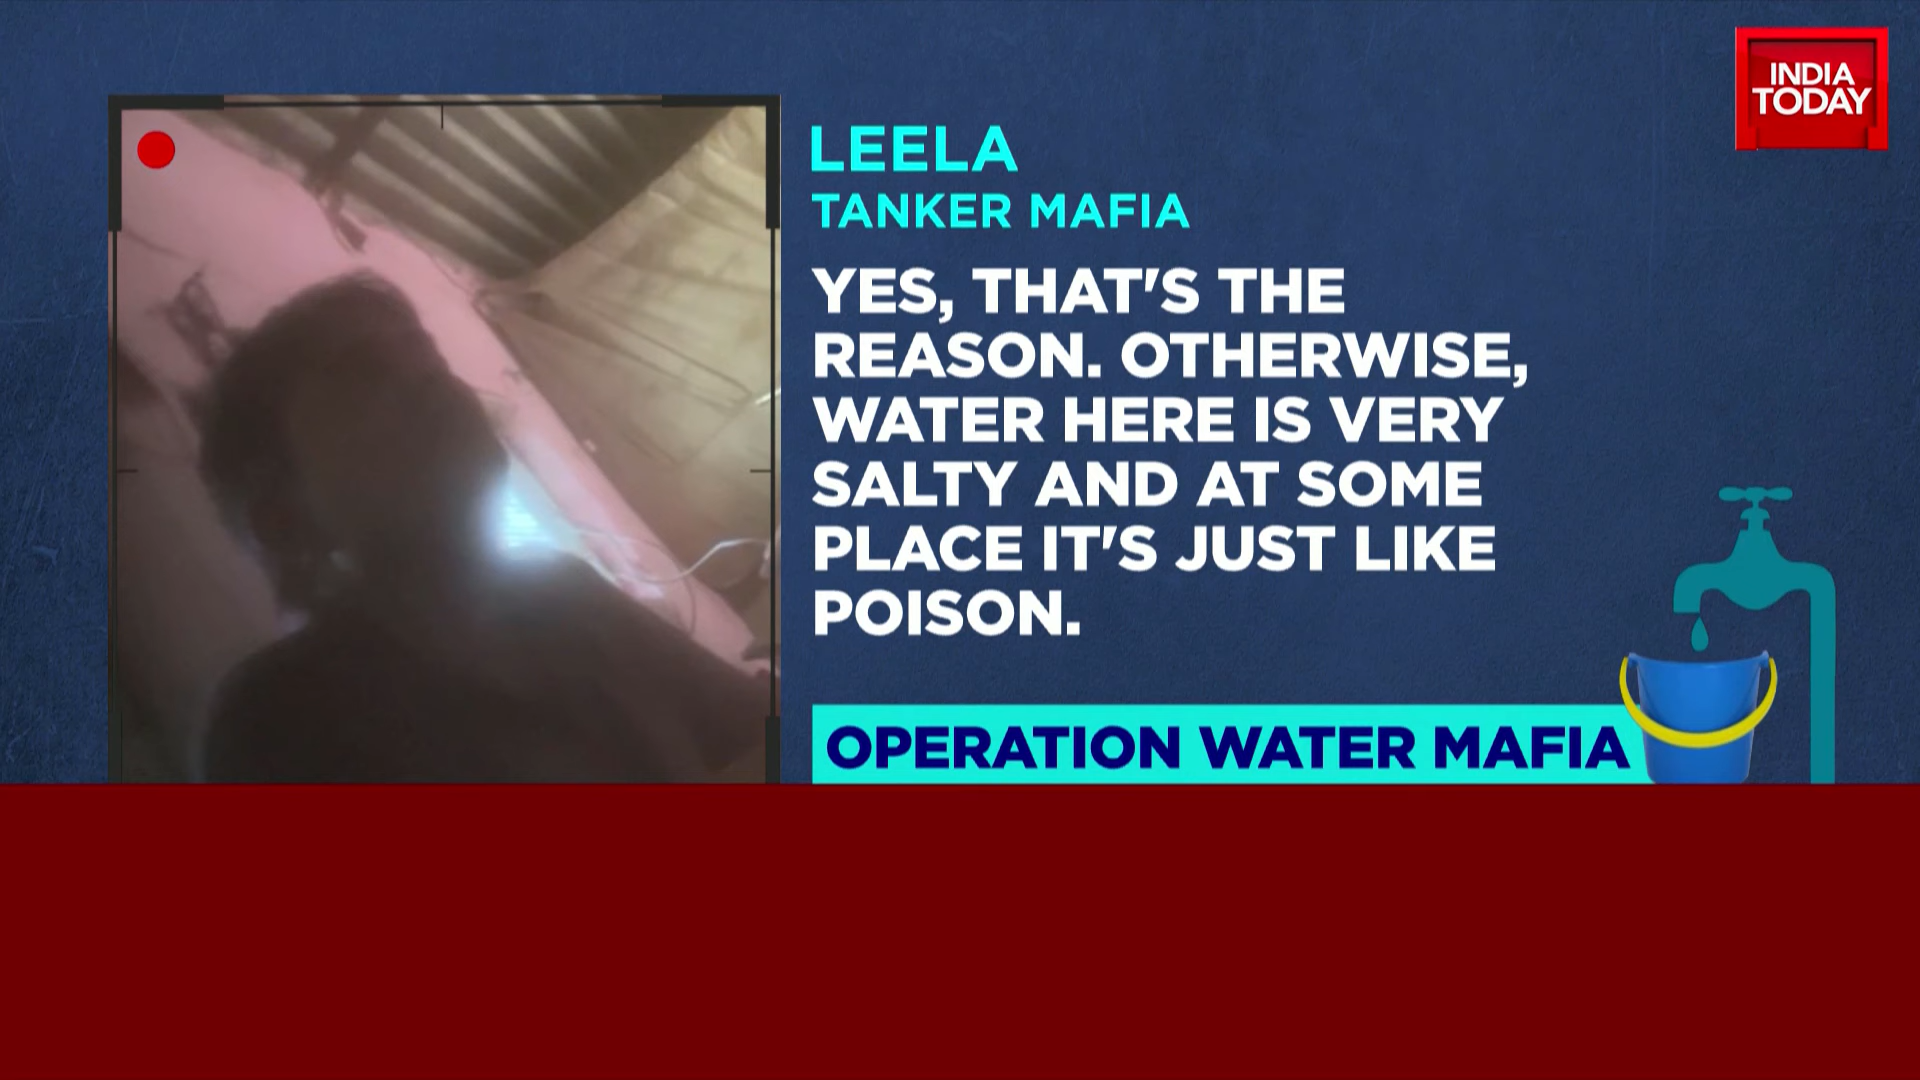 INDIA
TODAY
LEELA
TANKER MAFIA
YES, THAT'S THE
REASON. OTHERWISE,
WATER HERE IS VERY
SALTY AND AT SOME
PLACE IT'S JUST LIKE
POISON.
OPERATION WATER MAFIA